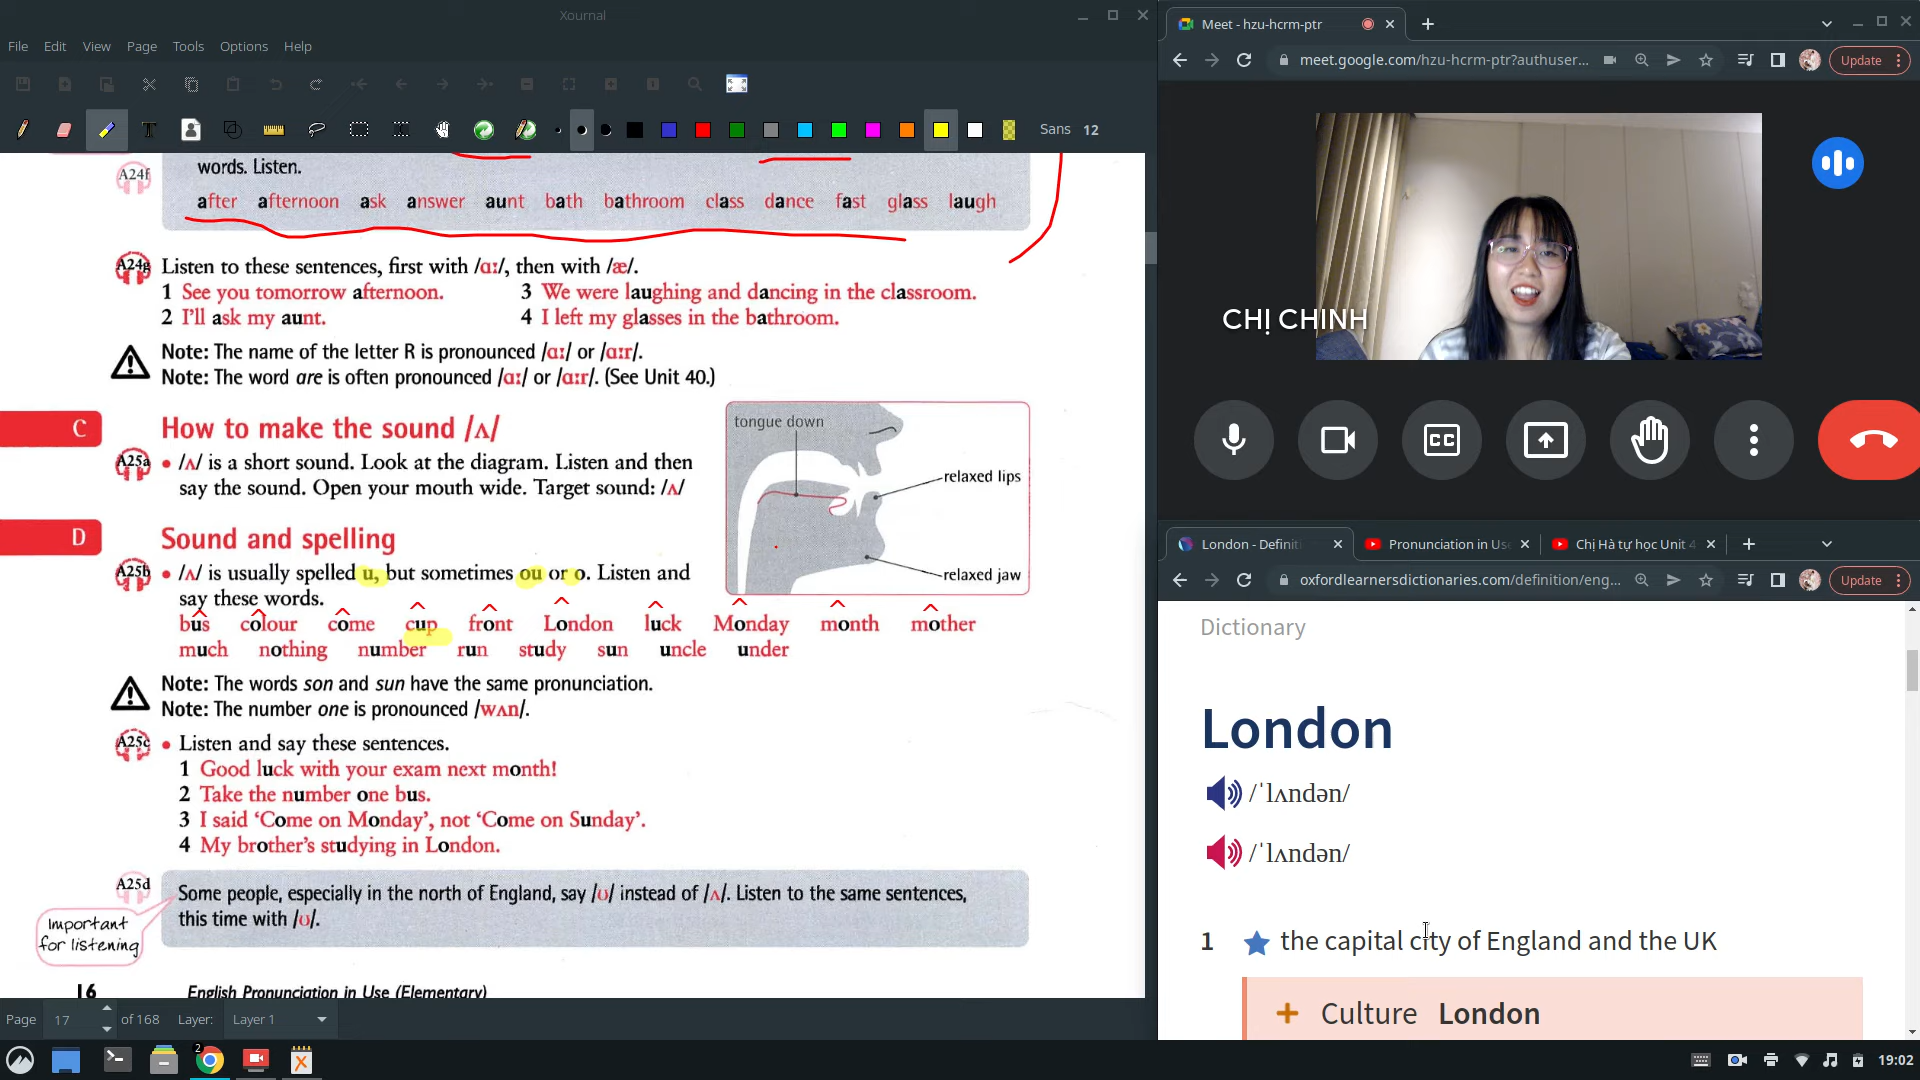 Xournal
File Edit View Page Tools Options Help
Sans 12
words. Listen.
A24f
after afternoon ask answer aunt bath bathroom class dance fast glass laugh
A24g Listen to these sentences, first with /ɑː/, then with /æ/.
1 See you tomorrow afternoon. 3 We were laughing and dancing in the classroom.
2 I'll ask my aunt. 4 I left my glasses in the bathroom.
Note: The name of the letter R is pronounced /ɑː/ or /ɑːr/.
Note: The word are is often pronounced /ɑː/ or /ɑːr/. (See Unit 40.)
C How to make the sound /ʌ/
A25a • /ʌ/ is a short sound. Look at the diagram. Listen and then
say the sound. Open your mouth wide. Target sound: /ʌ/
tongue down
relaxed lips
relaxed jaw
D Sound and spelling
A25b • /ʌ/ is usually spelled u, but sometimes ou or o. Listen and
say these words.
bus colour come cup front London luck Monday month mother
much nothing number run study sun uncle under
Note: The words son and sun have the same pronunciation.
Note: The number one is pronounced /wʌn/.
A25c • Listen and say these sentences.
1 Good luck with your exam next month!
2 Take the number one bus.
3 I said 'Come on Monday', not 'Come on Sunday'.
4 My brother's studying in London.
A25d
Some people, especially in the north of England, say /ʊ/ instead of /ʌ/. Listen to the same sentences,
this time with /ʊ/.
Important
for listening
16 English Pronunciation in Use (Elementary)
Page 17 of 168 Layer: Layer 1
Meet - hzu-hcrm-ptr
meet.google.com/hzu-hcrm-ptr?authuser... Update
CHỊ CHINH
CC
London - Definiti Pronunciation in Us Chị Hà tự học Unit 4
oxfordlearnersdictionaries.com/definition/eng... Update
Dictionary
London
/ˈlʌndən/
/ˈlʌndən/
1 the capital city of England and the UK
+ Culture London
2
19:02